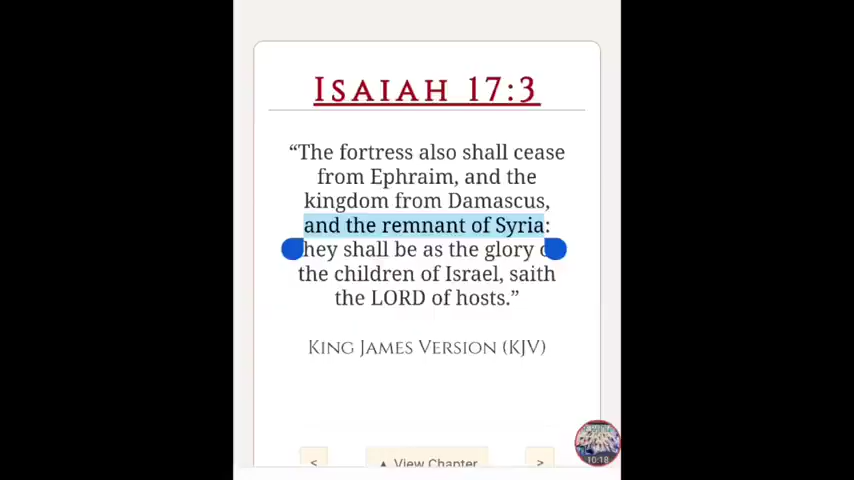 Isaiah 17:3
“The fortress also shall cease
from Ephraim, and the
kingdom from Damascus,
and the remnant of Syria:
hey shall be as the glory
the children of Israel, saith
the LORD of hosts.”
King James Version (KJV)
< ▲ View Chapter >
10:18